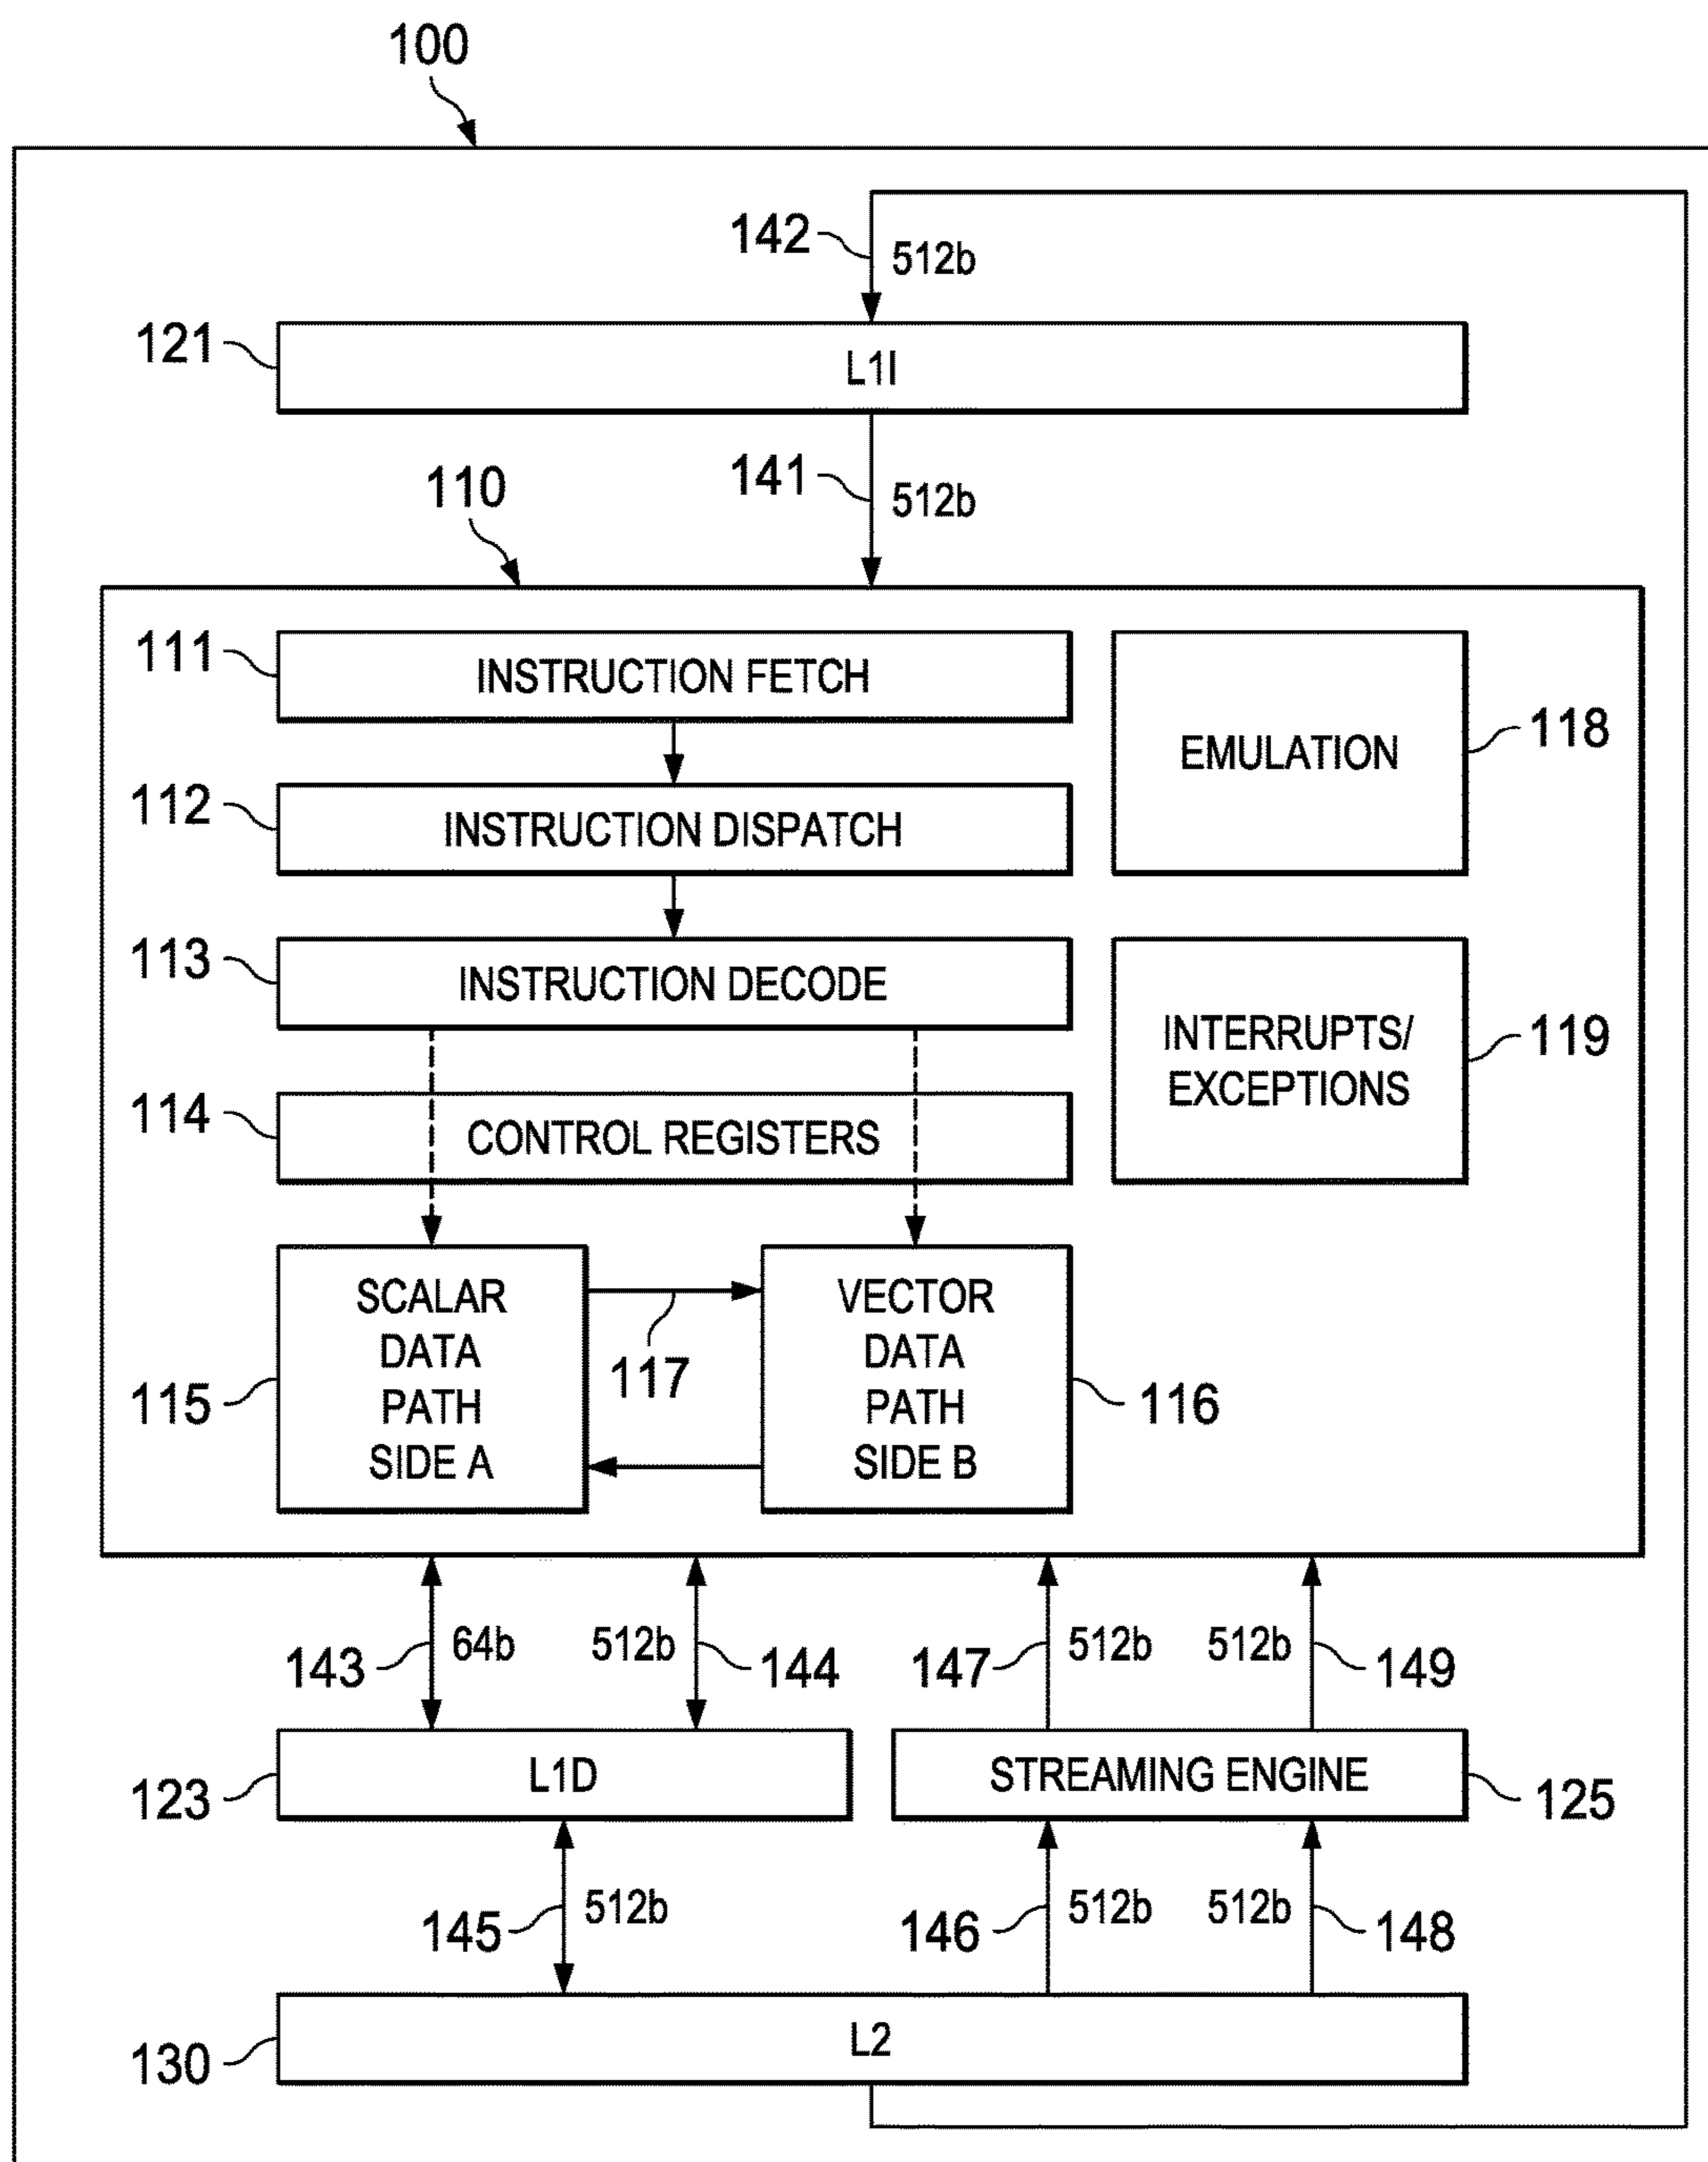 100
142
512b
121
L1I
141
512b
110
111
INSTRUCTION FETCH
118
EMULATION
112
INSTRUCTION DISPATCH
113
INSTRUCTION DECODE
119
INTERRUPTS/
EXCEPTIONS
114
CONTROL REGISTERS
115
SCALAR
DATA
PATH
SIDE A
117
VECTOR
DATA
PATH
SIDE B
116
143
64b
512b
144
147
512b
512b
149
123
L1D
STREAMING ENGINE
125
145
512b
146
512b
512b
148
130
L2